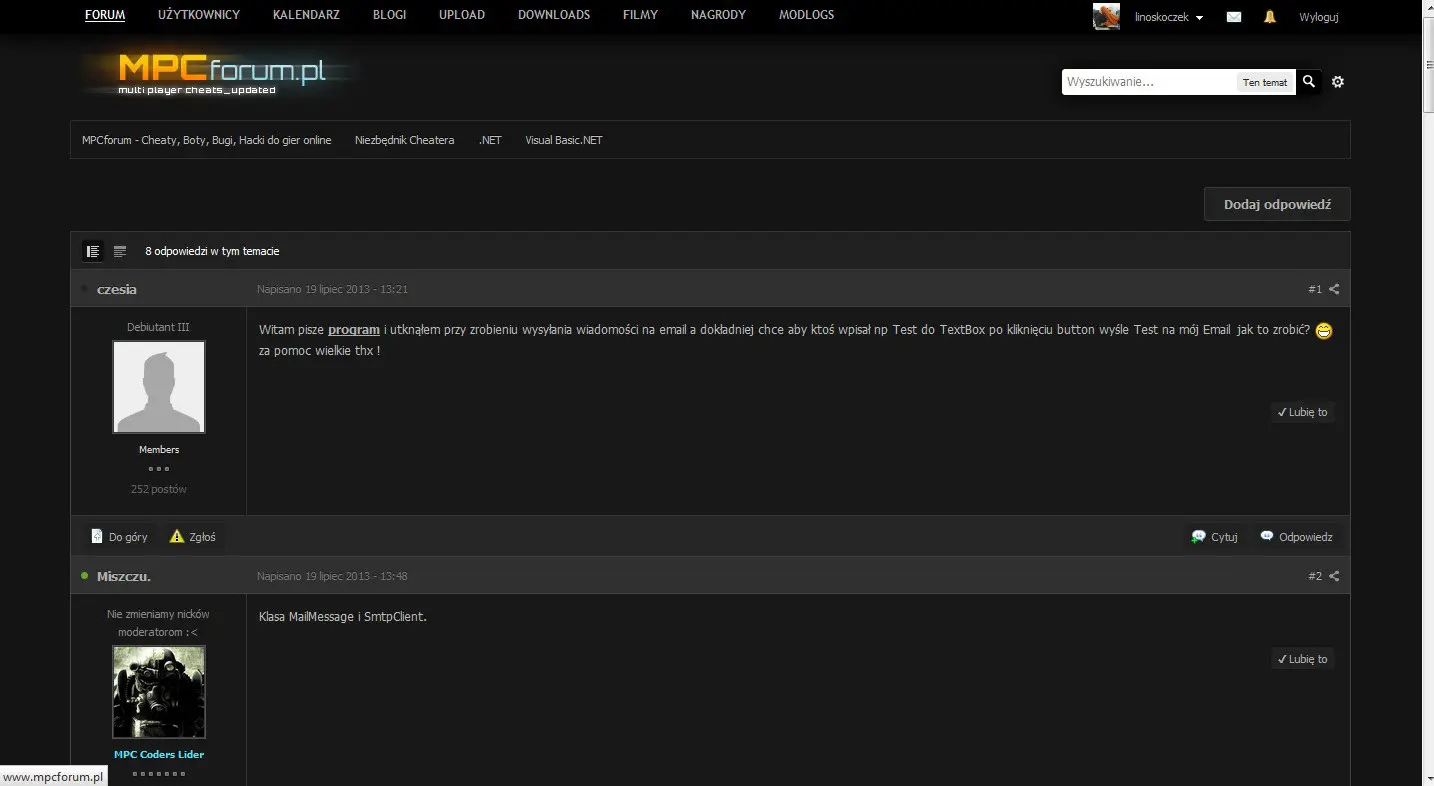 FORUM UŻYTKOWNICY KALENDARZ BLOGI UPLOAD DOWNLOADS FILMY NAGRODY MODLOGS linoskoczek Wyloguj
MPCforum.pl
multi player cheats_updated
Wyszukiwanie... Ten temat
MPCforum - Cheaty, Boty, Bugi, Hacki do gier online Niezbędnik Cheatera .NET Visual Basic.NET
Dodaj odpowiedź
8 odpowiedzi w tym temacie
czesia Napisano 19 lipiec 2013 - 13:21 #1
Debiutant III
Witam pisze program i utknąłem przy zrobieniu wysyłania wiadomości na email a dokładniej chce aby ktoś wpisał np Test do TextBox po kliknięciu button wyśle Test na mój Email jak to zrobić?
za pomoc wielkie thx !
Lubię to
Members
252 postów
Do góry Zgłoś Cytuj Odpowiedz
Miszczu. Napisano 19 lipiec 2013 - 13:48 #2
Nie zmieniamy nicków
moderatorom :<
Klasa MailMessage i SmtpClient.
Lubię to
MPC Coders Lider
www.mpcforum.pl